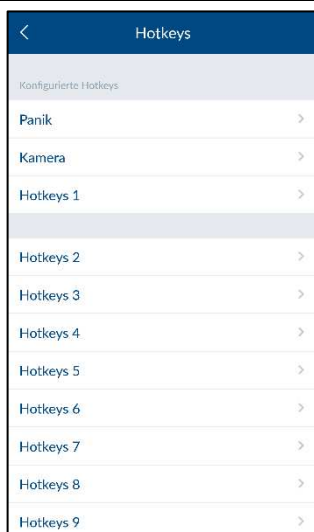 Hotkeys
Konfigurierte Hotkeys
Panik
Kamera
Hotkeys 1
Hotkeys 2
Hotkeys 3
Hotkeys 4
Hotkeys 5
Hotkeys 6
Hotkeys 7
Hotkeys 8
Hotkeys 9